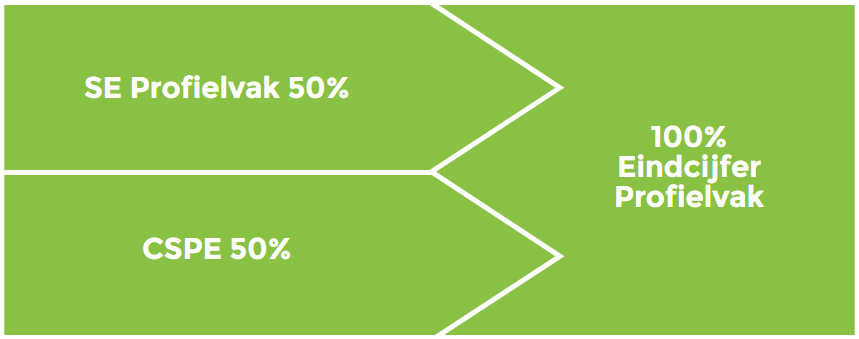 SE Profielvak 50%
CSPE 50%
100%
Eindcijfer
Profielvak